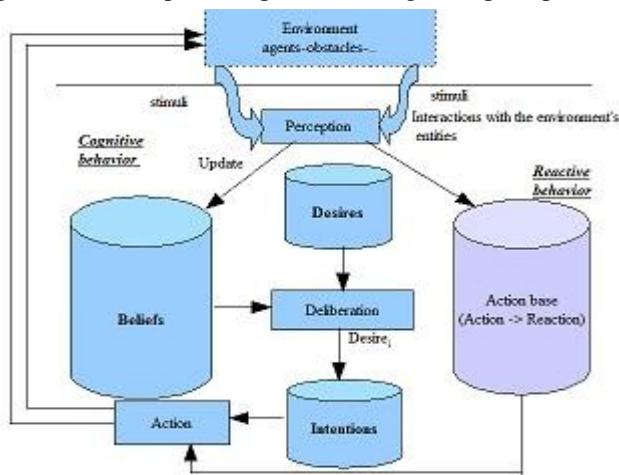 Environment
agents-obstacles-...
stimuli
stimuli
Interactions with the environment's
entities
Perception
Cognitive
behavior
Update
Reactive
behavior
Desires
Beliefs
Deliberation
Action base
(Action -> Reaction)
Desire_i
Action
Intentions